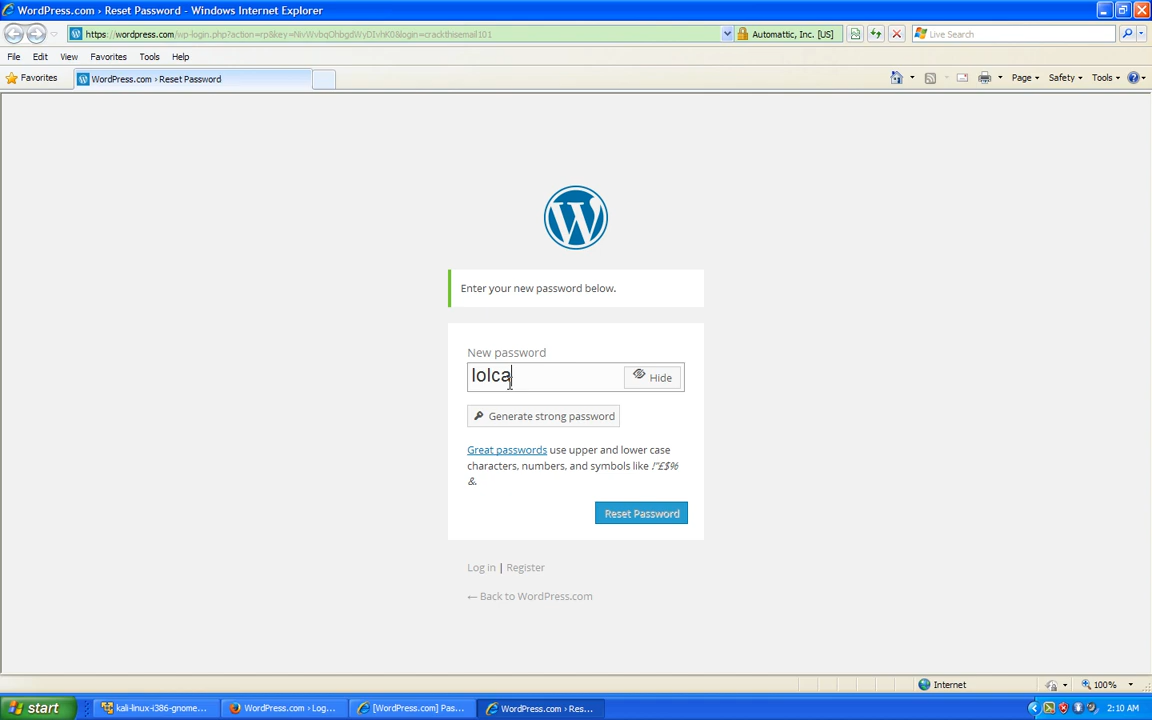 WordPress.com › Reset Password - Windows Internet Explorer
https://wordpress.com/wp-login.php?action=rp&key=NivWvbqOhbgdWyDIvhK0&login=crackthisemail101
Automattic, Inc. [US]
Live Search
File Edit View Favorites Tools Help
Favorites
WordPress.com › Reset Password
Page Safety Tools
Enter your new password below.
New password
lolca
Hide
Generate strong password
Great passwords use upper and lower case
characters, numbers, and symbols like !"£$%
&.
Reset Password
Log in | Register
← Back to WordPress.com
Internet
100%
start
kali-linux-i386-gnome...
WordPress.com › Log...
[WordPress.com] Pas...
WordPress.com › Res...
2:10 AM